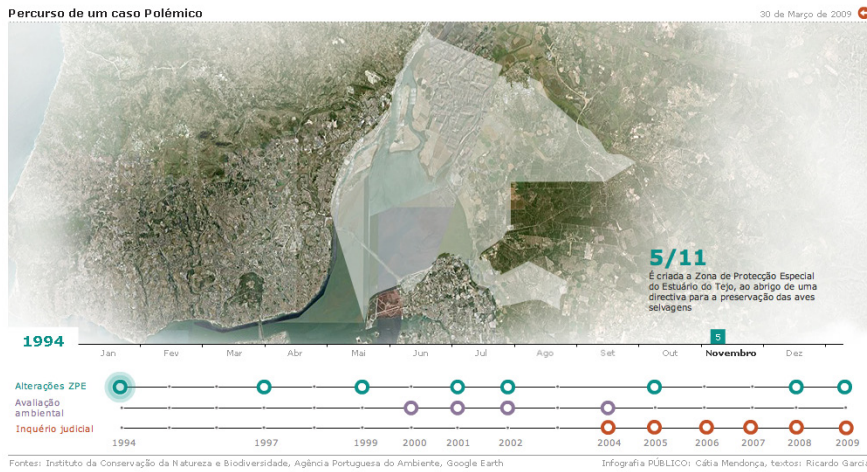 Percurso de um caso Polémico
30 de Março de 2009
5/11
É criada a Zona de Protecção Especial
do Estuário do Tejo, ao abrigo de uma
directiva para a preservação das aves
selvagens
1994
5
Jan Fev Mar Abr Mai Jun Jul Ago Set Out Novembro Dez
Alterações ZPE
Avaliação
ambiental
Inquério judicial
1994 1997 1999 2000 2001 2002 2004 2005 2006 2007 2008 2009
Fontes: Instituto da Conservação da Natureza e Biodiversidade, Agência Portuguesa do Ambiente, Google Earth
Infografia PÚBLICO: Cátia Mendonça, textos: Ricardo Garci